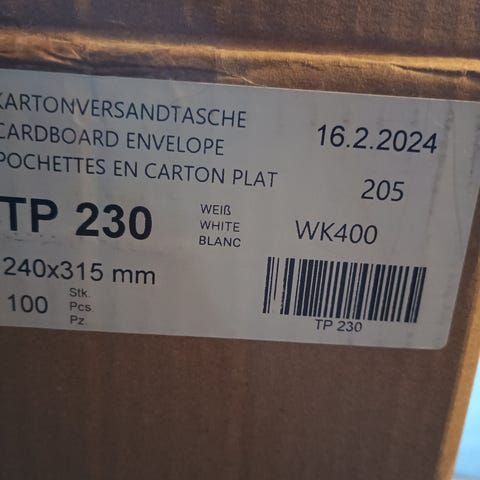 KARTONVERSANDTASCHE
CARDBOARD ENVELOPE
POCHETTES EN CARTON PLAT
16.2.2024
205
TP 230
WEIß
WHITE
BLANC
WK400
240x315 mm
100
Stk.
Pcs.
Pz.
TP 230